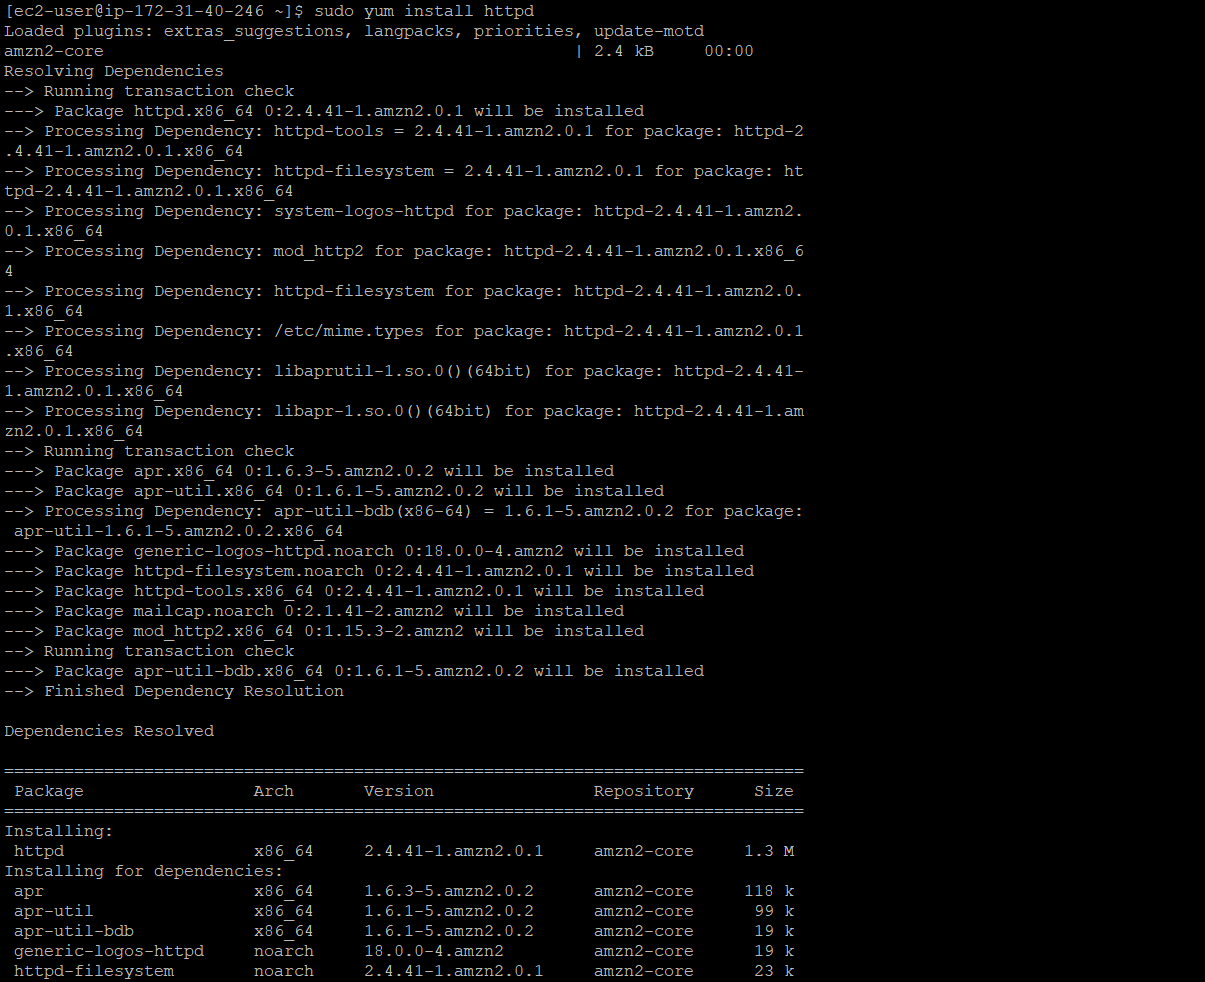 [ec2-user@ip-172-31-40-246 ~]$ sudo yum install httpd
Loaded plugins: extras_suggestions, langpacks, priorities, update-motd
amzn2-core                                               | 2.4 kB     00:00
Resolving Dependencies
--> Running transaction check
---> Package httpd.x86_64 0:2.4.41-1.amzn2.0.1 will be installed
--> Processing Dependency: httpd-tools = 2.4.41-1.amzn2.0.1 for package: httpd-2
.4.41-1.amzn2.0.1.x86_64
--> Processing Dependency: httpd-filesystem = 2.4.41-1.amzn2.0.1 for package: ht
tpd-2.4.41-1.amzn2.0.1.x86_64
--> Processing Dependency: system-logos-httpd for package: httpd-2.4.41-1.amzn2.
0.1.x86_64
--> Processing Dependency: mod_http2 for package: httpd-2.4.41-1.amzn2.0.1.x86_6
4
--> Processing Dependency: httpd-filesystem for package: httpd-2.4.41-1.amzn2.0.
1.x86_64
--> Processing Dependency: /etc/mime.types for package: httpd-2.4.41-1.amzn2.0.1
.x86_64
--> Processing Dependency: libaprutil-1.so.0()(64bit) for package: httpd-2.4.41-
1.amzn2.0.1.x86_64
--> Processing Dependency: libapr-1.so.0()(64bit) for package: httpd-2.4.41-1.am
zn2.0.1.x86_64
--> Running transaction check
---> Package apr.x86_64 0:1.6.3-5.amzn2.0.2 will be installed
---> Package apr-util.x86_64 0:1.6.1-5.amzn2.0.2 will be installed
--> Processing Dependency: apr-util-bdb(x86-64) = 1.6.1-5.amzn2.0.2 for package:
 apr-util-1.6.1-5.amzn2.0.2.x86_64
---> Package generic-logos-httpd.noarch 0:18.0.0-4.amzn2 will be installed
---> Package httpd-filesystem.noarch 0:2.4.41-1.amzn2.0.1 will be installed
---> Package httpd-tools.x86_64 0:2.4.41-1.amzn2.0.1 will be installed
---> Package mailcap.noarch 0:2.1.41-2.amzn2 will be installed
---> Package mod_http2.x86_64 0:1.15.3-2.amzn2 will be installed
--> Running transaction check
---> Package apr-util-bdb.x86_64 0:1.6.1-5.amzn2.0.2 will be installed
--> Finished Dependency Resolution

Dependencies Resolved

================================================================================
 Package                 Arch       Version                Repository      Size
================================================================================
Installing:
 httpd                   x86_64     2.4.41-1.amzn2.0.1     amzn2-core     1.3 M
Installing for dependencies:
 apr                     x86_64     1.6.3-5.amzn2.0.2      amzn2-core     118 k
 apr-util                x86_64     1.6.1-5.amzn2.0.2      amzn2-core      99 k
 apr-util-bdb            x86_64     1.6.1-5.amzn2.0.2      amzn2-core      19 k
 generic-logos-httpd     noarch     18.0.0-4.amzn2         amzn2-core      19 k
 httpd-filesystem        noarch     2.4.41-1.amzn2.0.1     amzn2-core      23 k